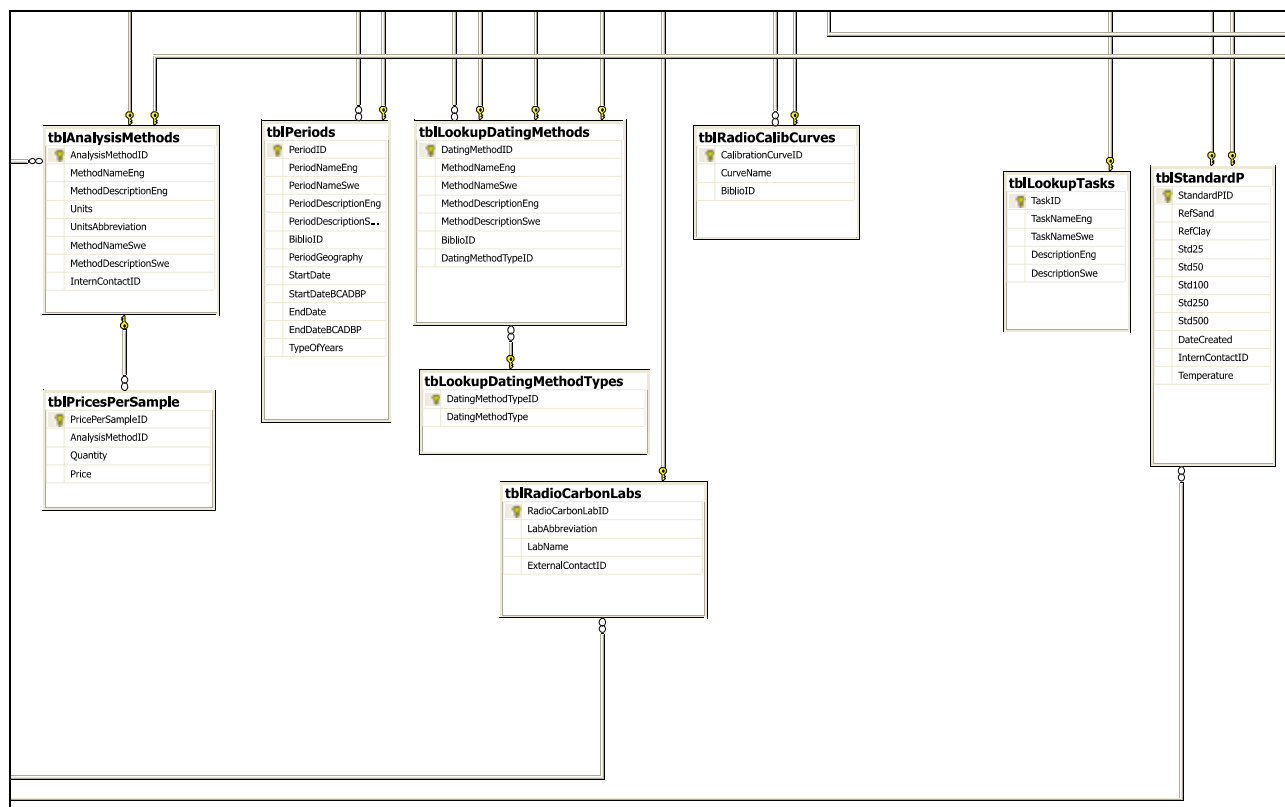 tblAnalysisMethods
AnalysisMethodID
MethodNameEng
MethodDescriptionEng
Units
UnitsAbbreviation
MethodNameSwe
MethodDescriptionSwe
InternContactID
tblPricesPerSample
PricePerSampleID
AnalysisMethodID
Quantity
Price
tblPeriods
PeriodID
PeriodNameEng
PeriodNameSwe
PeriodDescriptionEng
PeriodDescriptionS...
BiblioID
PeriodGeography
StartDate
StartDateBCADBP
EndDate
EndDateBCADBP
TypeOfYears
tblLookupDatingMethods
DatingMethodID
MethodNameEng
MethodNameSwe
MethodDescriptionEng
MethodDescriptionSwe
BiblioID
DatingMethodTypeID
tbLookupDatingMethodTypes
DatingMethodTypeID
DatingMethodType
tblRadioCarbonLabs
RadioCarbonLabID
LabAbbreviation
LabName
ExternalContactID
tblRadioCalibCurves
CalibrationCurveID
CurveName
BiblioID
tblLookupTasks
TaskID
TaskNameEng
TaskNameSwe
DescriptionEng
DescriptionSwe
tblStandardP
StandardPID
RefSand
RefClay
Std25
Std50
Std100
Std250
Std500
DateCreated
InternContactID
Temperature